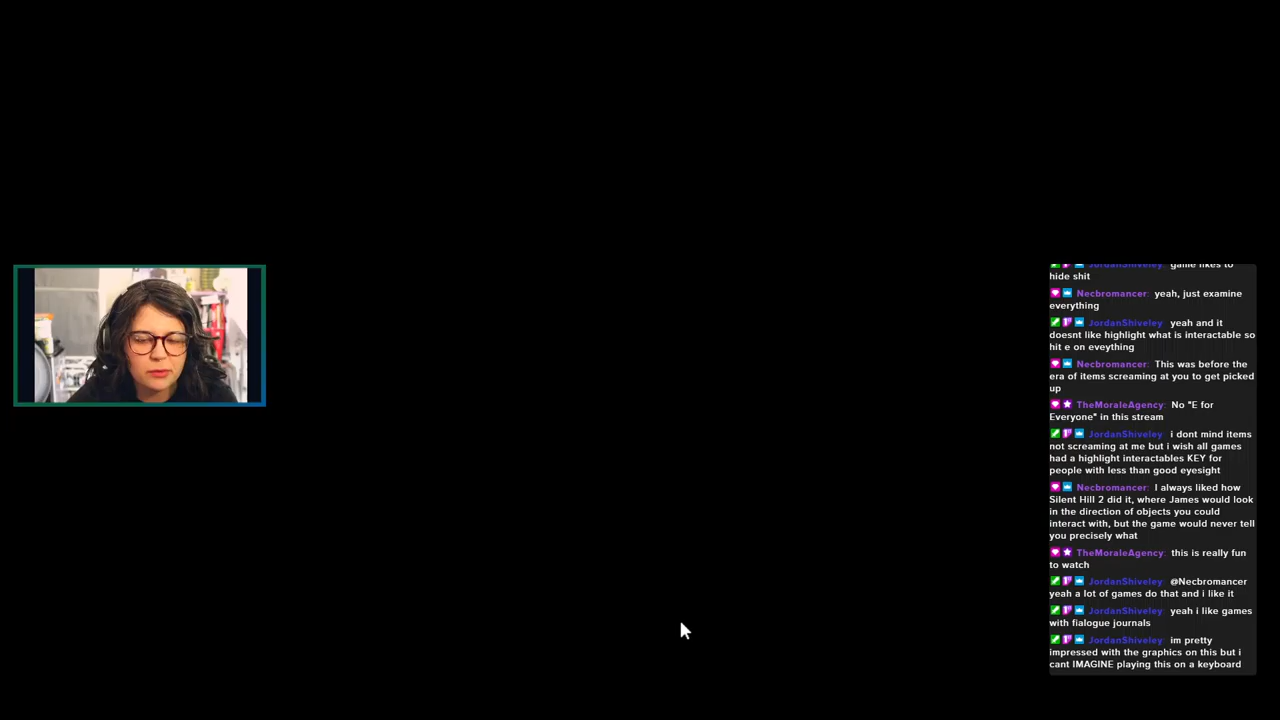 JordanShiveley: game likes to
hide shit
Necbromancer: yeah, just examine
everything
JordanShiveley: yeah and it
doesnt like highlight what is interactable so
hit e on eveything
Necbromancer: This was before the
era of items screaming at you to get picked
up
TheMoraleAgency: No "E for
Everyone" in this stream
JordanShiveley: i dont mind items
not screaming at me but i wish all games
had a highlight interactables KEY for
people with less than good eyesight
Necbromancer: I always liked how
Silent Hill 2 did it, where James would look
in the direction of objects you could
interact with, but the game would never tell
you precisely what
TheMoraleAgency: this is really fun
to watch
JordanShiveley: @Necbromancer
yeah a lot of games do that and i like it
JordanShiveley: yeah i like games
with fialogue journals
JordanShiveley: im pretty
impressed with the graphics on this but i
cant IMAGINE playing this on a keyboard